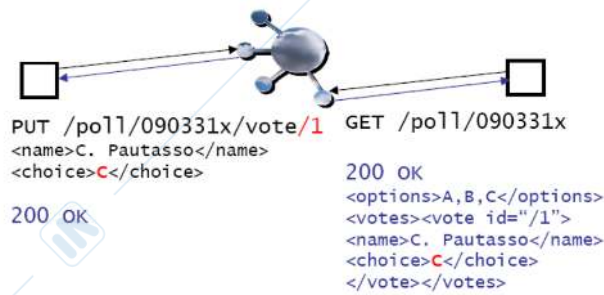 PUT /poll/090331x/vote/1
<name>C. Pautasso</name>
<choice>C</choice>
200 OK
GET /poll/090331x
200 OK
<options>A,B,C</options>
<votes><vote id="/1">
<name>C. Pautasso</name>
<choice>C</choice>
</vote></votes>